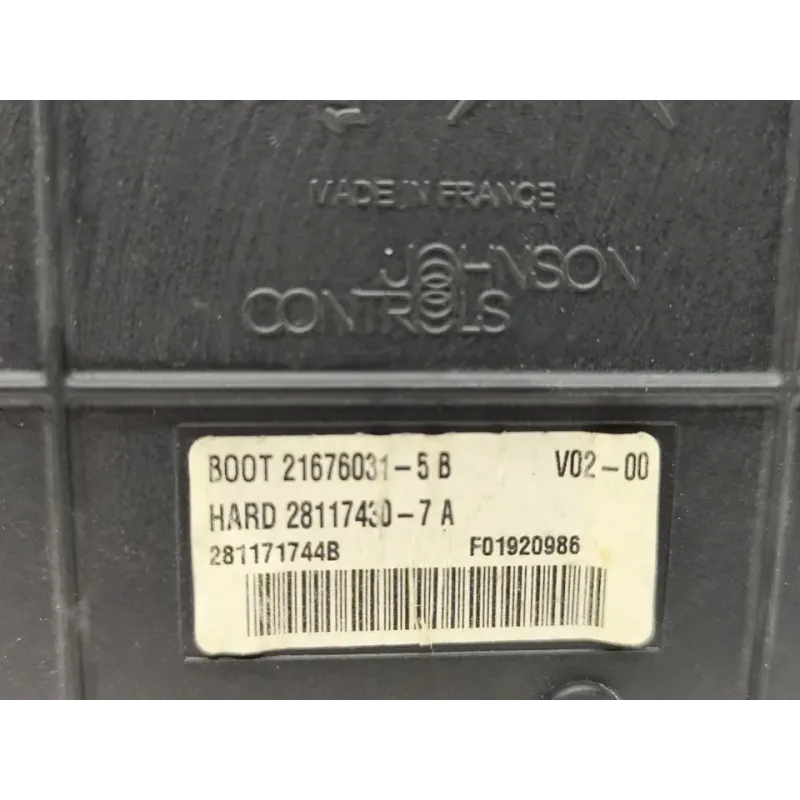 MADE IN FRANCE
JOHNSON
CONTROLS
BOOT 21676031-5 B V02-00
HARD 28117430-7 A
281171744B F01920986